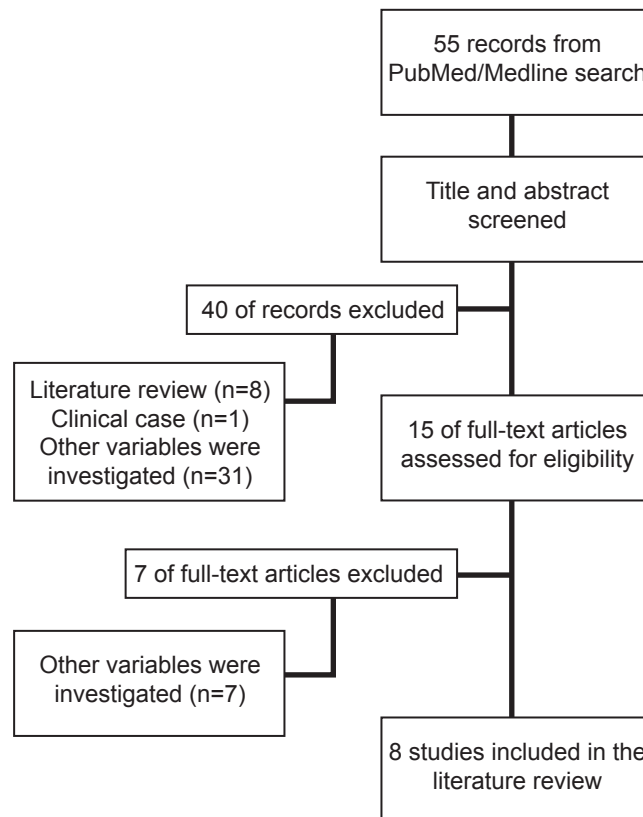 55 records from
PubMed/Medline search
Title and abstract
screened
40 of records excluded
Literature review (n=8)
Clinical case (n=1)
Other variables were
investigated (n=31)
15 of full-text articles
assessed for eligibility
7 of full-text articles excluded
Other variables were
investigated (n=7)
8 studies included in the
literature review